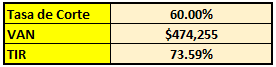 Tasa de Corte 60.00%
VAN $474,255
TIR 73.59%